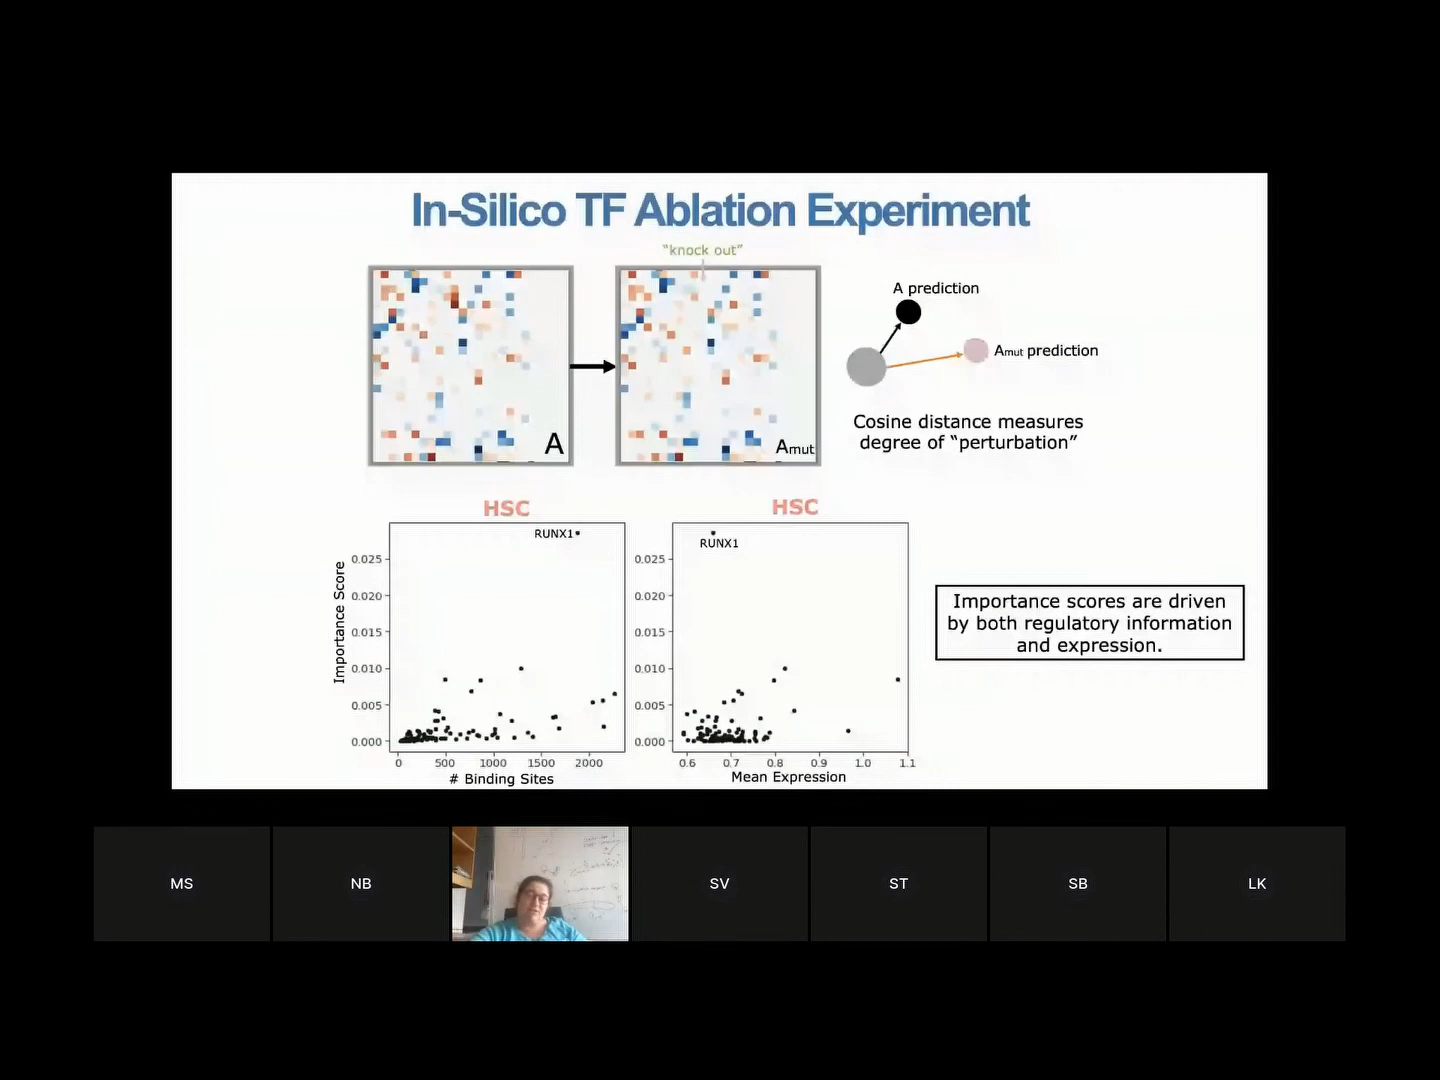 In-Silico TF Ablation Experiment
"knock out"
A
Amut
A prediction
Amut prediction
Cosine distance measures
degree of "perturbation"
HSC
RUNX1
Importance Score
0.025
0.020
0.015
0.010
0.005
0.000
0
500
1000
1500
2000
# Binding Sites
HSC
RUNX1
0.025
0.020
0.015
0.010
0.005
0.000
0.6
0.7
0.8
0.9
1.0
1.1
Mean Expression
Importance scores are driven
by both regulatory information
and expression.
MS
NB
SV
ST
SB
LK